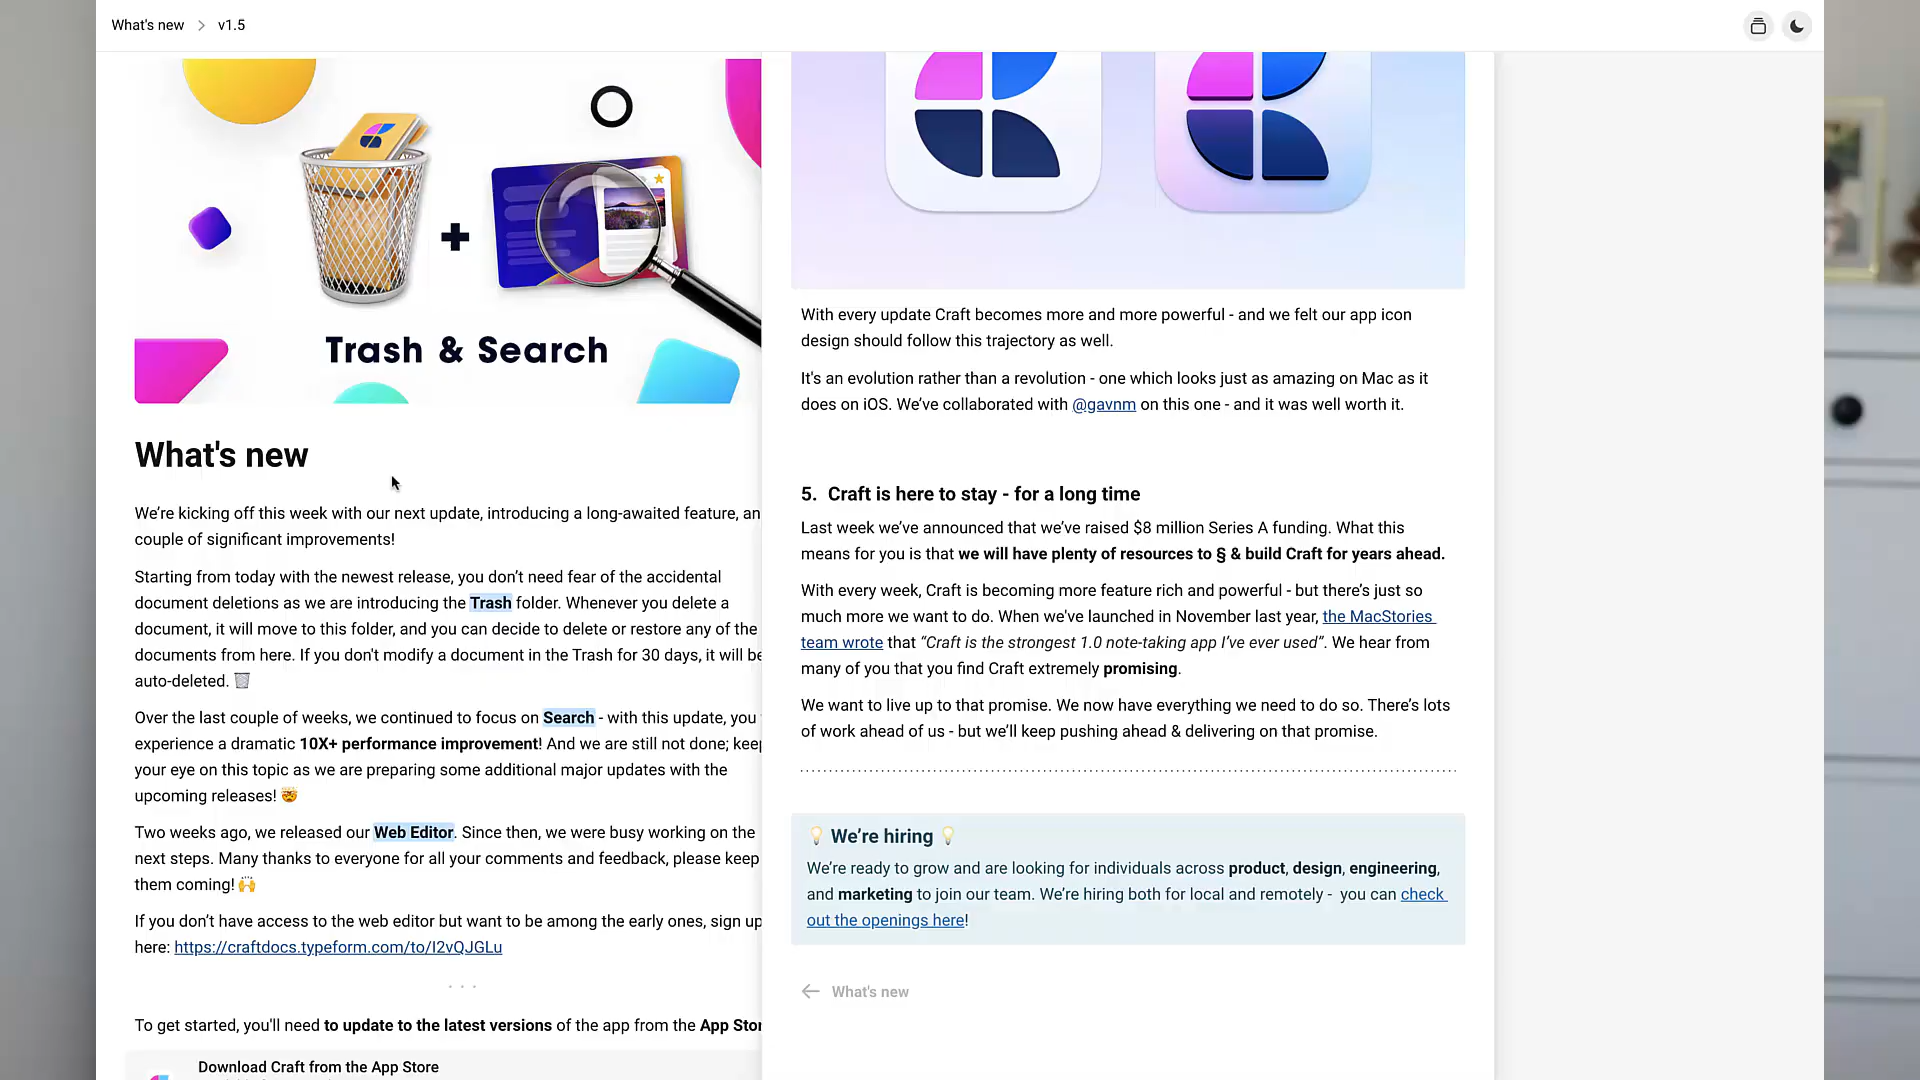 What's new
v1.5
Trash & Search
What's new
We’re kicking off this week with our next update, introducing a long-awaited feature, an
couple of significant improvements!
Starting from today with the newest release, you don’t need fear of the accidental
document deletions as we are introducing the Trash folder. Whenever you delete a
document, it will move to this folder, and you can decide to delete or restore any of the
documents from here. If you don't modify a document in the Trash for 30 days, it will be
auto-deleted. 🗑️
Over the last couple of weeks, we continued to focus on Search - with this update, you
experience a dramatic 10X+ performance improvement! And we are still not done; keep
your eye on this topic as we are preparing some additional major updates with the
upcoming releases! 🤯
Two weeks ago, we released our Web Editor. Since then, we were busy working on the
next steps. Many thanks to everyone for all your comments and feedback, please keep
them coming! 🙌
If you don’t have access to the web editor but want to be among the early ones, sign up
here: https://craftdocs.typeform.com/to/I2vQJGLu
To get started, you'll need to update to the latest versions of the app from the App Stor
Download Craft from the App Store
With every update Craft becomes more and more powerful - and we felt our app icon
design should follow this trajectory as well.
It's an evolution rather than a revolution - one which looks just as amazing on Mac as it
does on iOS. We’ve collaborated with @gavnm on this one - and it was well worth it.
5. Craft is here to stay - for a long time
Last week we’ve announced that we’ve raised $8 million Series A funding. What this
means for you is that we will have plenty of resources to § & build Craft for years ahead.
With every week, Craft is becoming more feature rich and powerful - but there’s just so
much more we want to do. When we've launched in November last year, the MacStories
team wrote that “Craft is the strongest 1.0 note-taking app I’ve ever used”. We hear from
many of you that you find Craft extremely promising.
We want to live up to that promise. We now have everything we need to do so. There’s lots
of work ahead of us - but we’ll keep pushing ahead & delivering on that promise.
💡 We’re hiring 💡
We’re ready to grow and are looking for individuals across product, design, engineering,
and marketing to join our team. We’re hiring both for local and remotely - you can check
out the openings here!
What's new